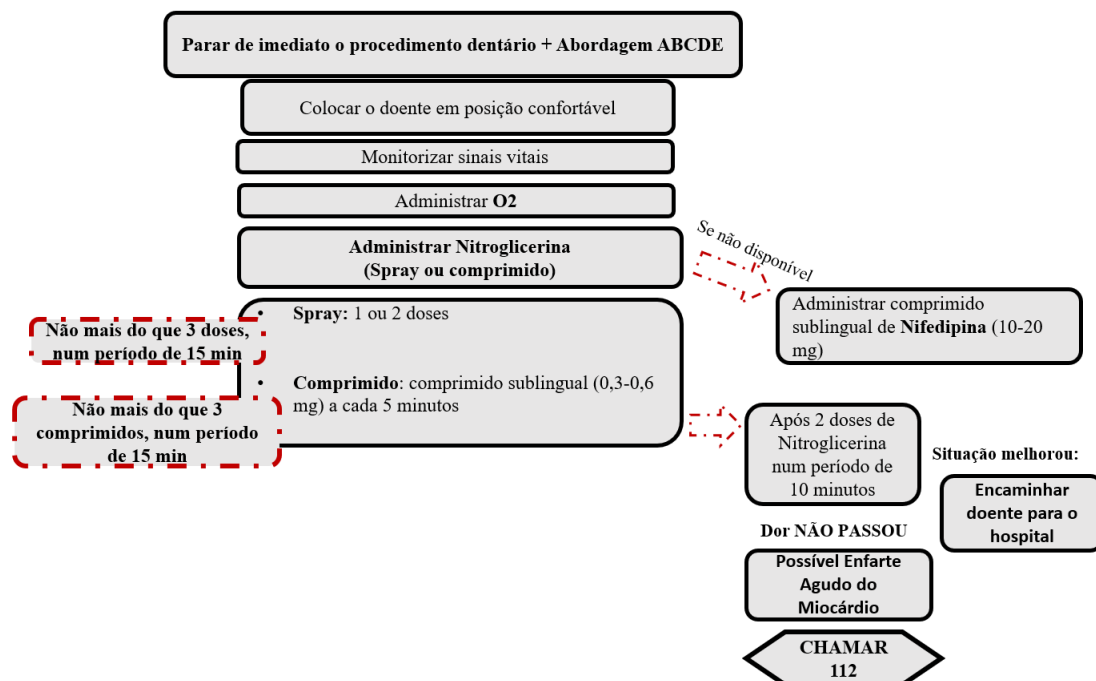 Parar de imediato o procedimento dentário + Abordagem ABCDE
Colocar o doente em posição confortável
Monitorizar sinais vitais
Administrar O2
Administrar Nitroglicerina
(Spray ou comprimido)
Se não disponível
Administrar comprimido
sublingual de Nifedipina (10-20
mg)
• Spray: 1 ou 2 doses
Não mais do que 3 doses,
num período de 15 min
• Comprimido: comprimido sublingual (0,3-0,6
mg) a cada 5 minutos
Não mais do que 3
comprimidos, num período
de 15 min
Após 2 doses de
Nitroglicerina
num período de
10 minutos
Situação melhorou:
Encaminhar
doente para o
hospital
Dor NÃO PASSOU
Possível Enfarte
Agudo do
Miocárdio
CHAMAR
112